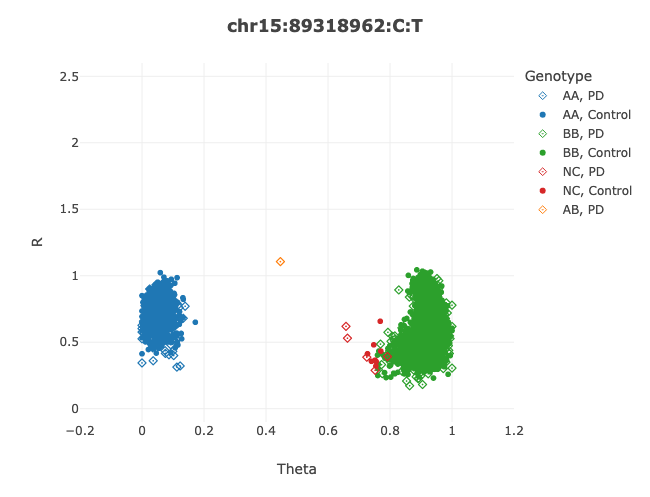 chr15:89318962:C:T
Genotype
AA, PD
AA, Control
BB, PD
BB, Control
NC, PD
NC, Control
AB, PD
2.5
2
1.5
1
0.5
0
R
−0.2 0 0.2 0.4 0.6 0.8 1 1.2
Theta